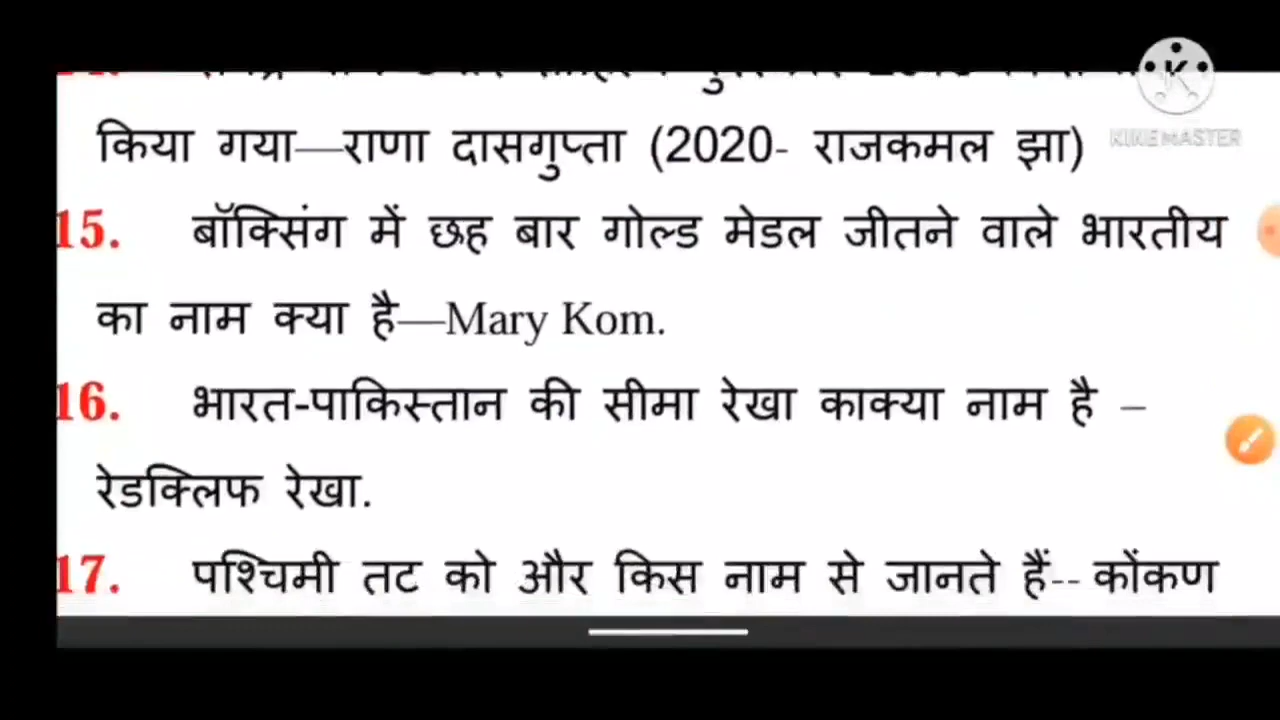 K
KINEMASTER
किया गया—राणा दासगुप्ता (2020- राजकमल झा)
15. बॉक्सिंग में छह बार गोल्ड मेडल जीतने वाले भारतीय
का नाम क्या है—Mary Kom.
16. भारत-पाकिस्तान की सीमा रेखा काक्या नाम है –
रेडक्लिफ रेखा.
17. पश्चिमी तट को और किस नाम से जानते हैं-- कोंकण